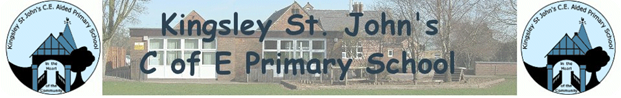 Kingsley St John's C.E. Aided Primary School
In the
Heart
of the
Community
Kingsley St. John's
C of E Primary School
Kingsley St John's C.E. Aided Primary School
In the
Heart
of the
Community